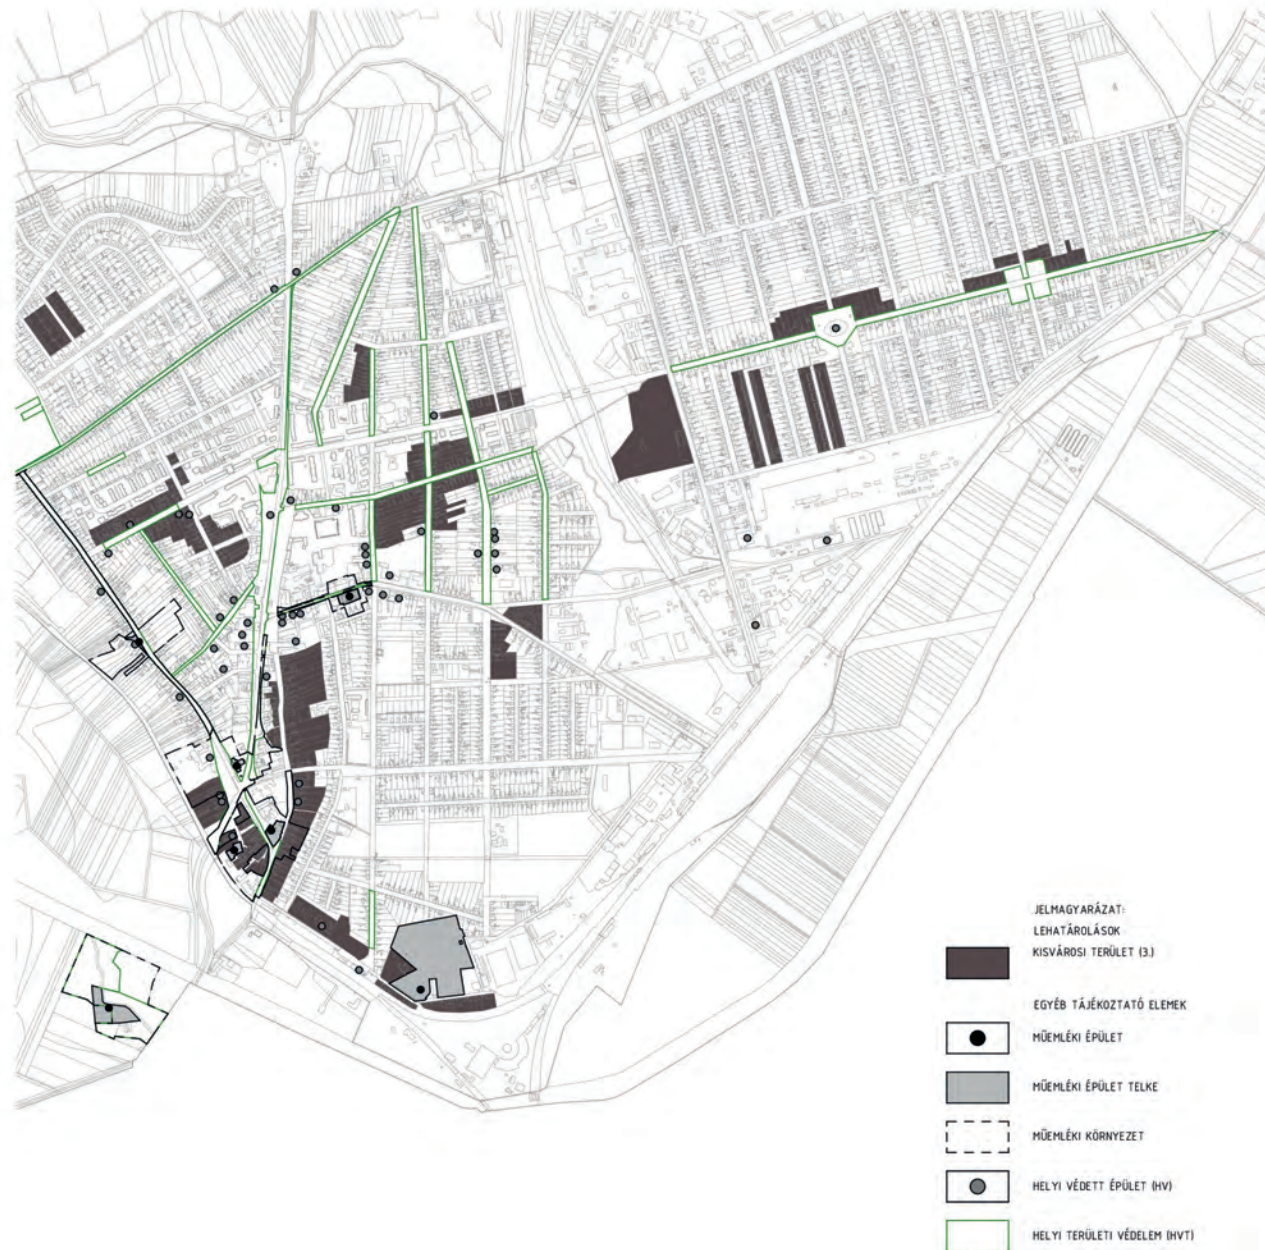 JELMAGYARÁZAT:
LEHATÁROLÁSOK
KISVÁROSI TERÜLET (3.)
EGYÉB TÁJÉKOZTATÓ ELEMEK
MŰEMLÉKI ÉPÜLET
MŰEMLÉKI ÉPÜLET TELKE
MŰEMLÉKI KÖRNYEZET
HELYI VÉDETT ÉPÜLET (HV)
HELYI TERÜLETI VÉDELEM (HVT)